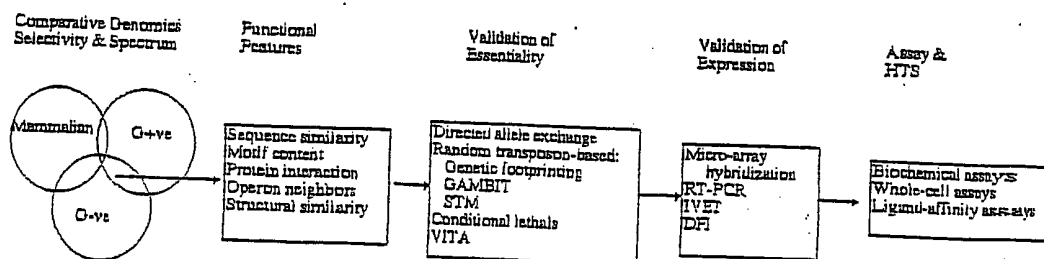 Comparative Genomics
Selectivity & Spectrum
Functional
Features
Validation of
Essentiality
Validation of
Expression
Assay &
HTS
Mammalian
G+ve
G-ve
Sequence similarity
Motif content
Protein interaction
Operon neighbors
Structural similarity
Directed allele exchange
Random transposon-based:
Genetic footprinting
GAMBIT
STM
Conditional lethals
VITA
Micro-array
hybridization
RT-PCR
IVET
DFI
Biochemical assays
Whole-cell assays
Ligand-affinity assays